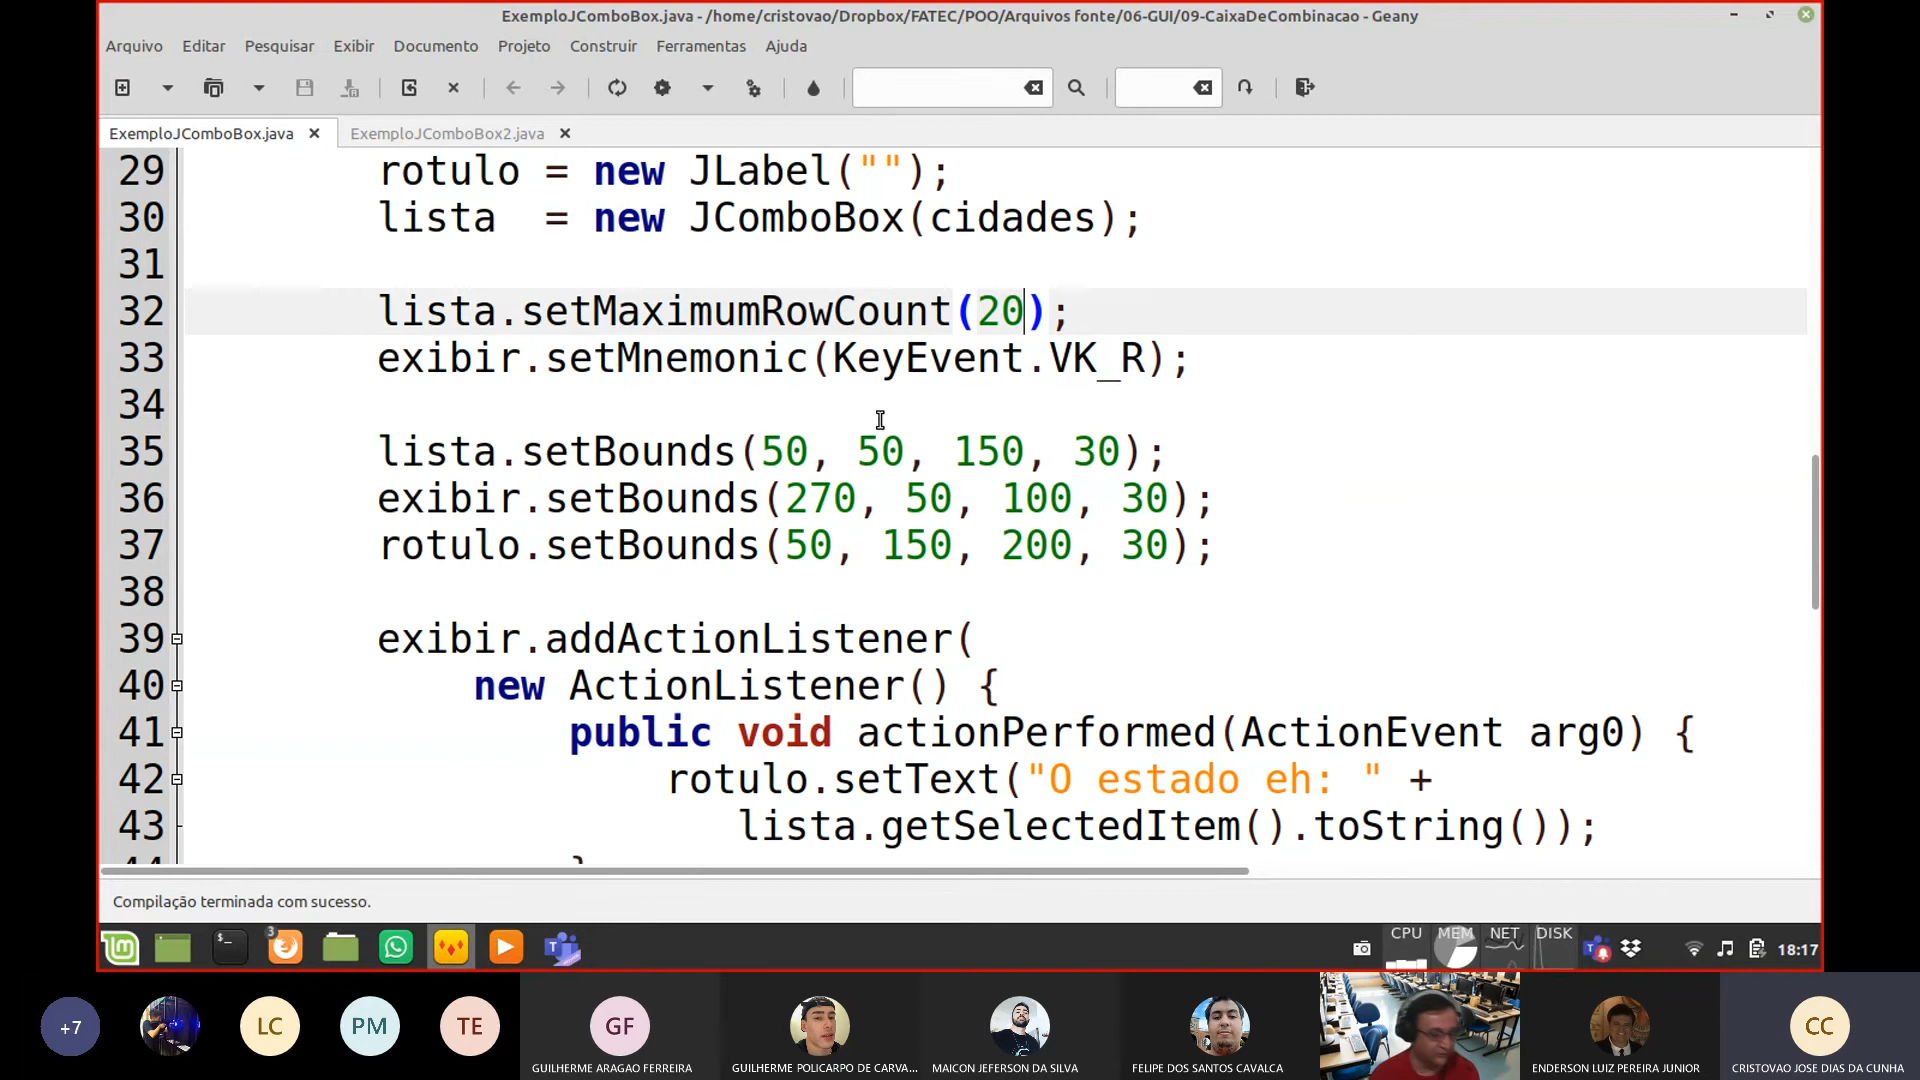 ExemploJComboBox.java - /home/cristovao/Dropbox/FATEC/POO/Arquivos fonte/06-GUI/09-CaixaDeCombinacao - Geany
Arquivo Editar Pesquisar Exibir Documento Projeto Construir Ferramentas Ajuda
ExemploJComboBox.java ExemploJComboBox2.java
29 rotulo = new JLabel("");
30 lista = new JComboBox(cidades);
31
32 lista.setMaximumRowCount(20);
33 exibir.setMnemonic(KeyEvent.VK_R);
34
35 lista.setBounds(50, 50, 150, 30);
36 exibir.setBounds(270, 50, 100, 30);
37 rotulo.setBounds(50, 150, 200, 30);
38
39 exibir.addActionListener(
40 new ActionListener() {
41 public void actionPerformed(ActionEvent arg0) {
42 rotulo.setText("O estado eh: " +
43 lista.getSelectedItem().toString());
44 }
Compilação terminada com sucesso.
3 CPU MEM NET DISK 18:17
+7 LC PM TE GF CC
GUILHERME ARAGAO FERREIRA GUILHERME POLICARPO DE CARVA... MAICON JEFERSON DA SILVA FELIPE DOS SANTOS CAVALCA ENDERSON LUIZ PEREIRA JUNIOR CRISTOVAO JOSE DIAS DA CUNHA